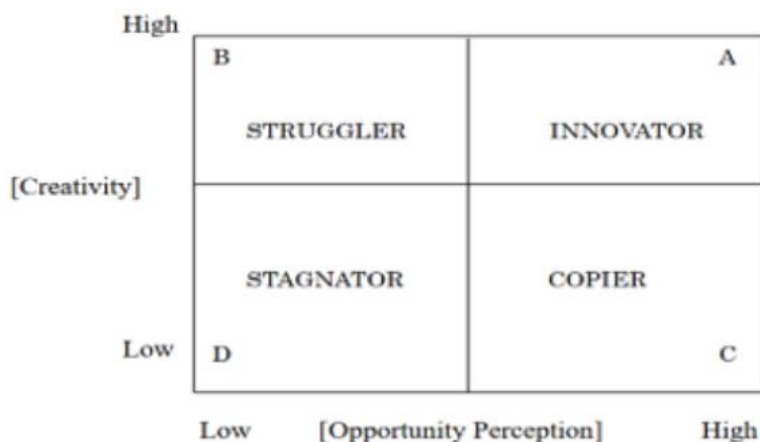 High
B
A
STRUGGLER
INNOVATOR
[Creativity]
STAGNATOR
COPIER
Low
D
C
Low
[Opportunity Perception]
High